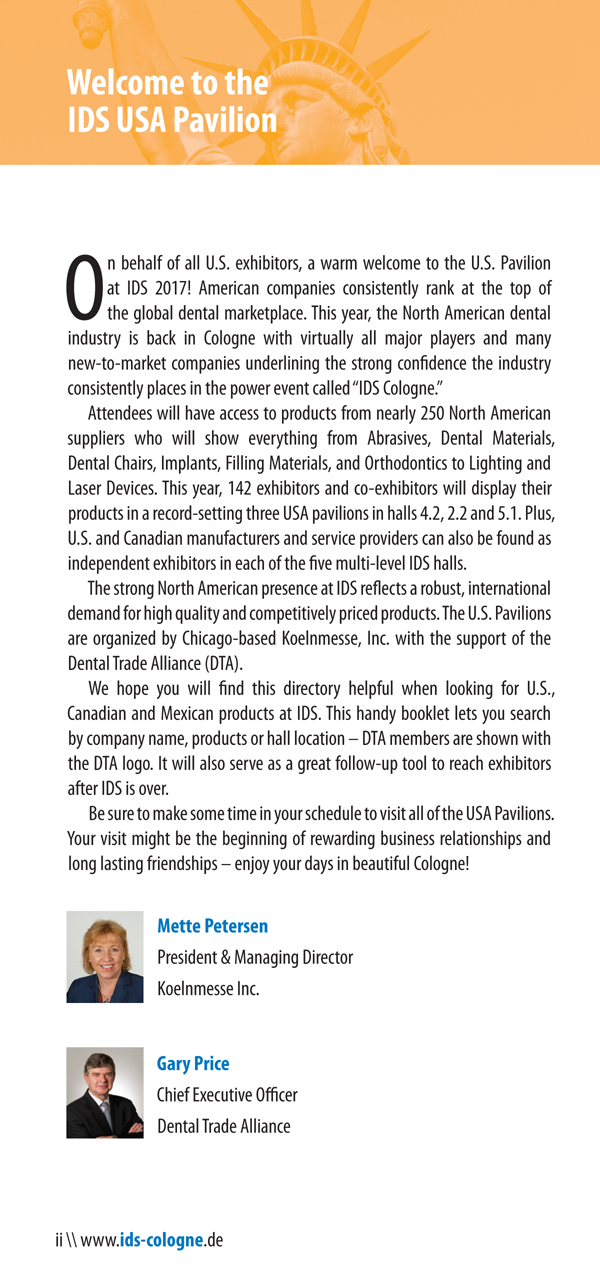 Welcome to the
IDS USA Pavilion
On behalf of all U.S. exhibitors, a warm welcome to the U.S. Pavilion
at IDS 2017! American companies consistently rank at the top of
the global dental marketplace. This year, the North American dental
industry is back in Cologne with virtually all major players and many
new-to-market companies underlining the strong confidence the industry
consistently places in the power event called “IDS Cologne.”
Attendees will have access to products from nearly 250 North American
suppliers who will show everything from Abrasives, Dental Materials,
Dental Chairs, Implants, Filling Materials, and Orthodontics to Lighting and
Laser Devices. This year, 142 exhibitors and co-exhibitors will display their
products in a record-setting three USA pavilions in halls 4.2, 2.2 and 5.1. Plus,
U.S. and Canadian manufacturers and service providers can also be found as
independent exhibitors in each of the five multi-level IDS halls.
The strong North American presence at IDS reflects a robust, international
demand for high quality and competitively priced products. The U.S. Pavilions
are organized by Chicago-based Koelnmesse, Inc. with the support of the
Dental Trade Alliance (DTA).
We hope you will find this directory helpful when looking for U.S.,
Canadian and Mexican products at IDS. This handy booklet lets you search
by company name, products or hall location – DTA members are shown with
the DTA logo. It will also serve as a great follow-up tool to reach exhibitors
after IDS is over.
Be sure to make some time in your schedule to visit all of the USA Pavilions.
Your visit might be the beginning of rewarding business relationships and
long lasting friendships – enjoy your days in beautiful Cologne!
Mette Petersen
President & Managing Director
Koelnmesse Inc.
Gary Price
Chief Executive Officer
Dental Trade Alliance
ii \\ www.ids-cologne.de